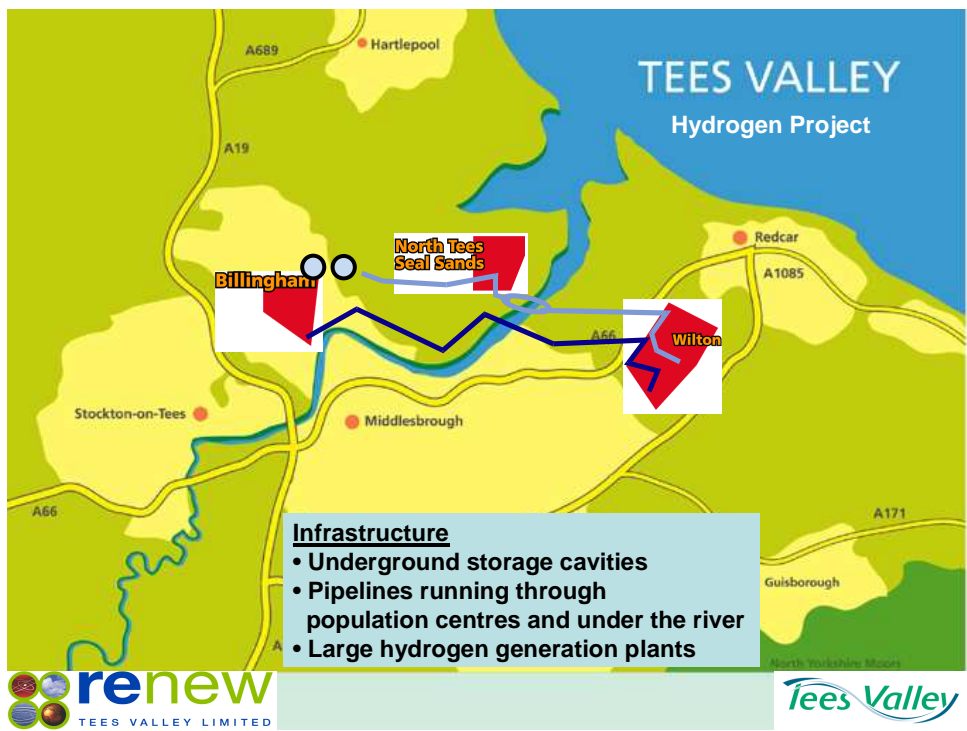 A689
Hartlepool
TEES VALLEY
Hydrogen Project
A19
North Tees
Seal Sands
Redcar
Billingham
A1085
A66
Wilton
Stockton-on-Tees
Middlesbrough
A66
A171
Infrastructure
• Underground storage cavities
• Pipelines running through
population centres and under the river
• Large hydrogen generation plants
Guisborough
North Yorkshire Moors
renew
TEES VALLEY LIMITED
Tees Valley